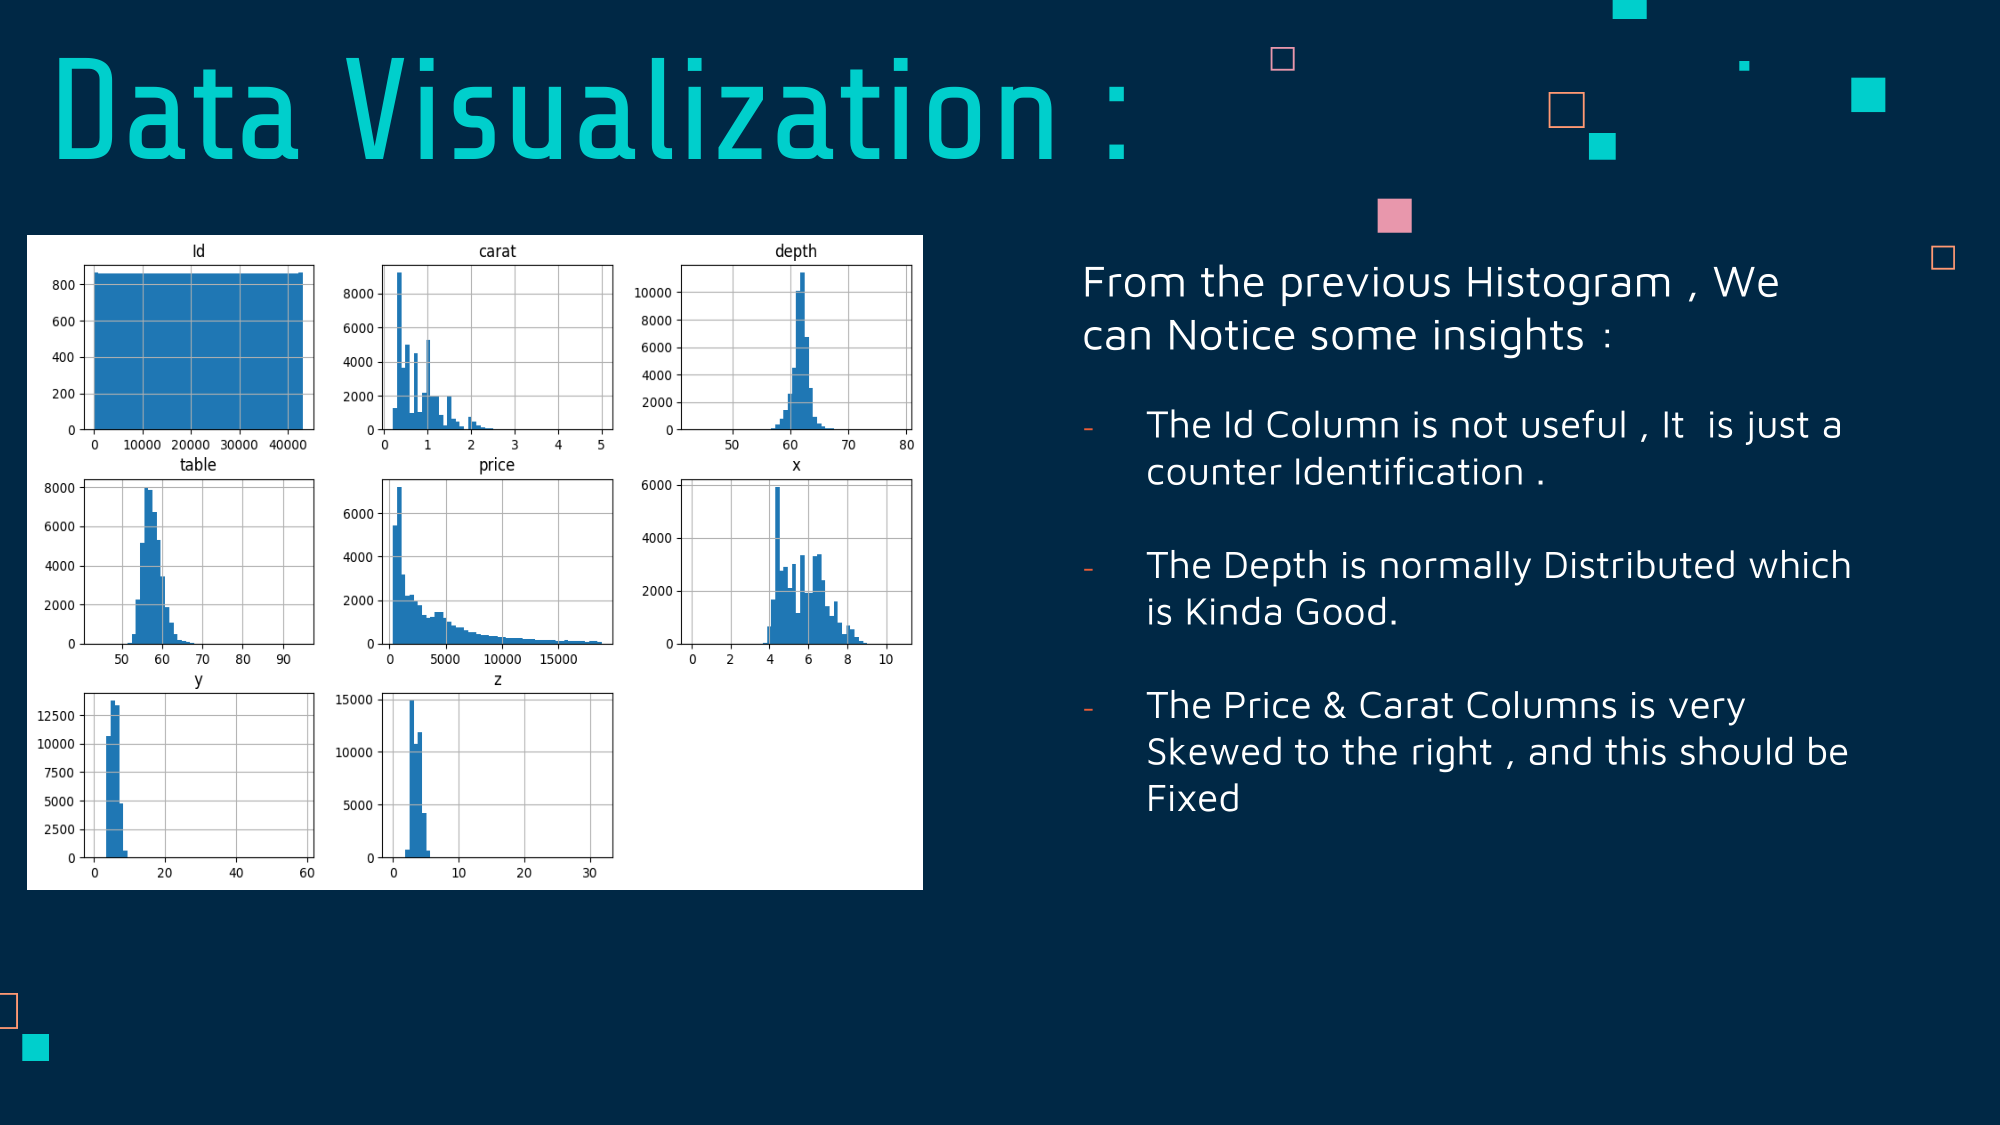 Data Visualization :
Id
carat
depth
800
600
400
200
0
0 10000 20000 30000 40000
8000
6000
4000
2000
0
0 1 2 3 4 5
10000
8000
6000
4000
2000
0
50 60 70 80
table
price
x
8000
6000
4000
2000
0
50 60 70 80 90
6000
4000
2000
0
0 5000 10000 15000
6000
4000
2000
0
0 2 4 6 8 10
y
z
12500
10000
7500
5000
2500
0
0 20 40 60
15000
10000
5000
0
0 10 20 30
From the previous Histogram , We
can Notice some insights :
- The Id Column is not useful , It  is just a
counter Identification .
- The Depth is normally Distributed which
is Kinda Good.
- The Price & Carat Columns is very
Skewed to the right , and this should be
Fixed